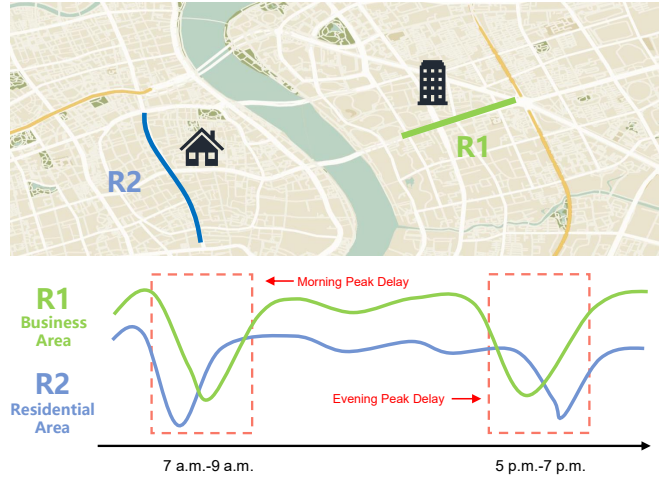 R2
R1
R1
Business
Area
Morning Peak Delay
R2
Residential
Area
Evening Peak Delay
7 a.m.-9 a.m.
5 p.m.-7 p.m.